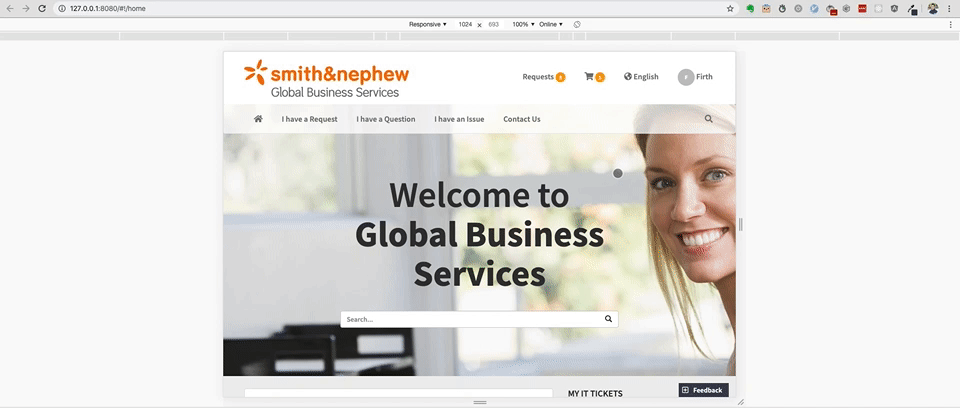 127.0.0.1:8080/#!/home
Responsive ▾ 1024 × 693 100% ▾ Online ▾
smith&nephew
Global Business Services
Requests
English
F Firth
I have a Request I have a Question I have an Issue Contact Us
Welcome to
Global Business
Services
Search...
MY IT TICKETS
Feedback